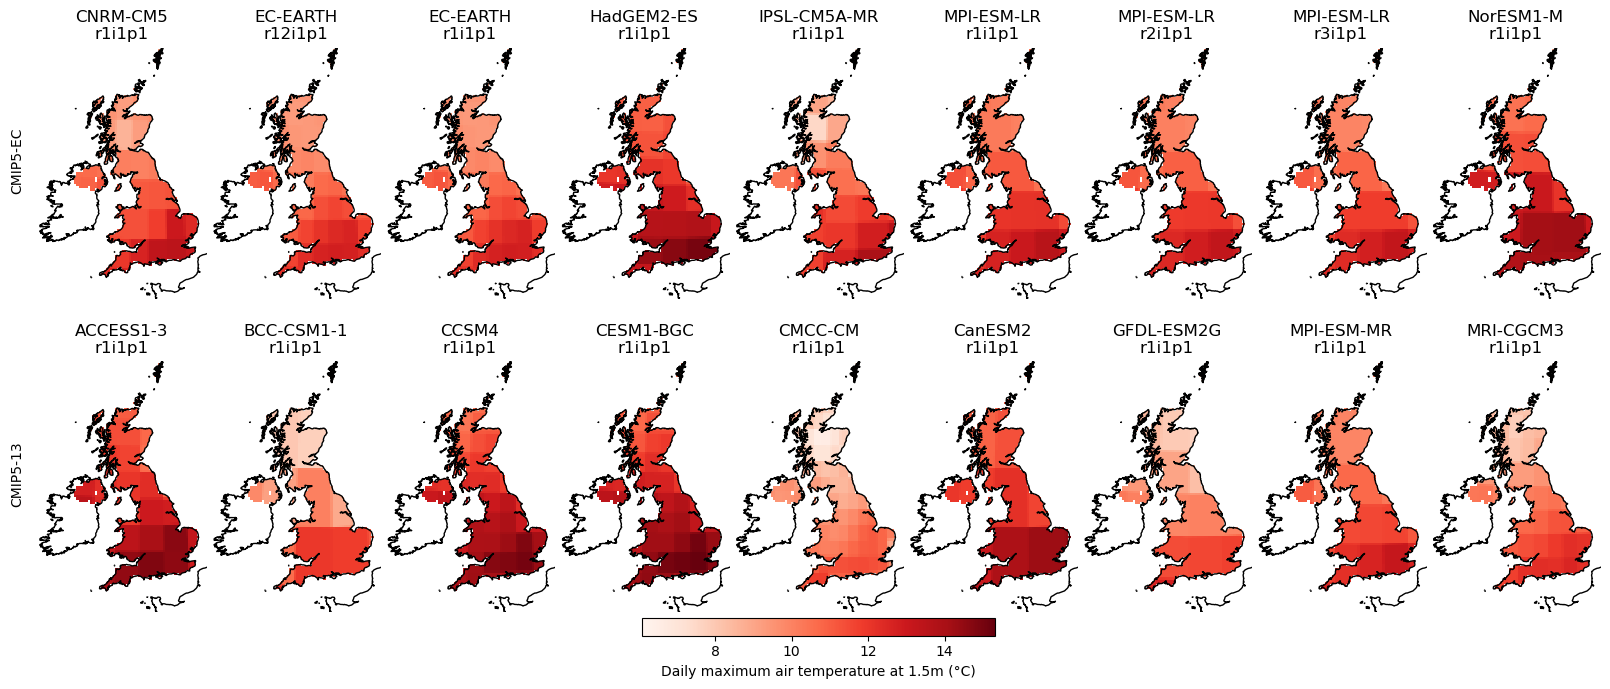 CNRM-CM5
r1i1p1
EC-EARTH
r12i1p1
EC-EARTH
r1i1p1
HadGEM2-ES
r1i1p1
IPSL-CM5A-MR
r1i1p1
MPI-ESM-LR
r1i1p1
MPI-ESM-LR
r2i1p1
MPI-ESM-LR
r3i1p1
NorESM1-M
r1i1p1
CMIP5-EC
ACCESS1-3
r1i1p1
BCC-CSM1-1
r1i1p1
CCSM4
r1i1p1
CESM1-BGC
r1i1p1
CMCC-CM
r1i1p1
CanESM2
r1i1p1
GFDL-ESM2G
r1i1p1
MPI-ESM-MR
r1i1p1
MRI-CGCM3
r1i1p1
CMIP5-13
8 10 12 14
Daily maximum air temperature at 1.5m (°C)